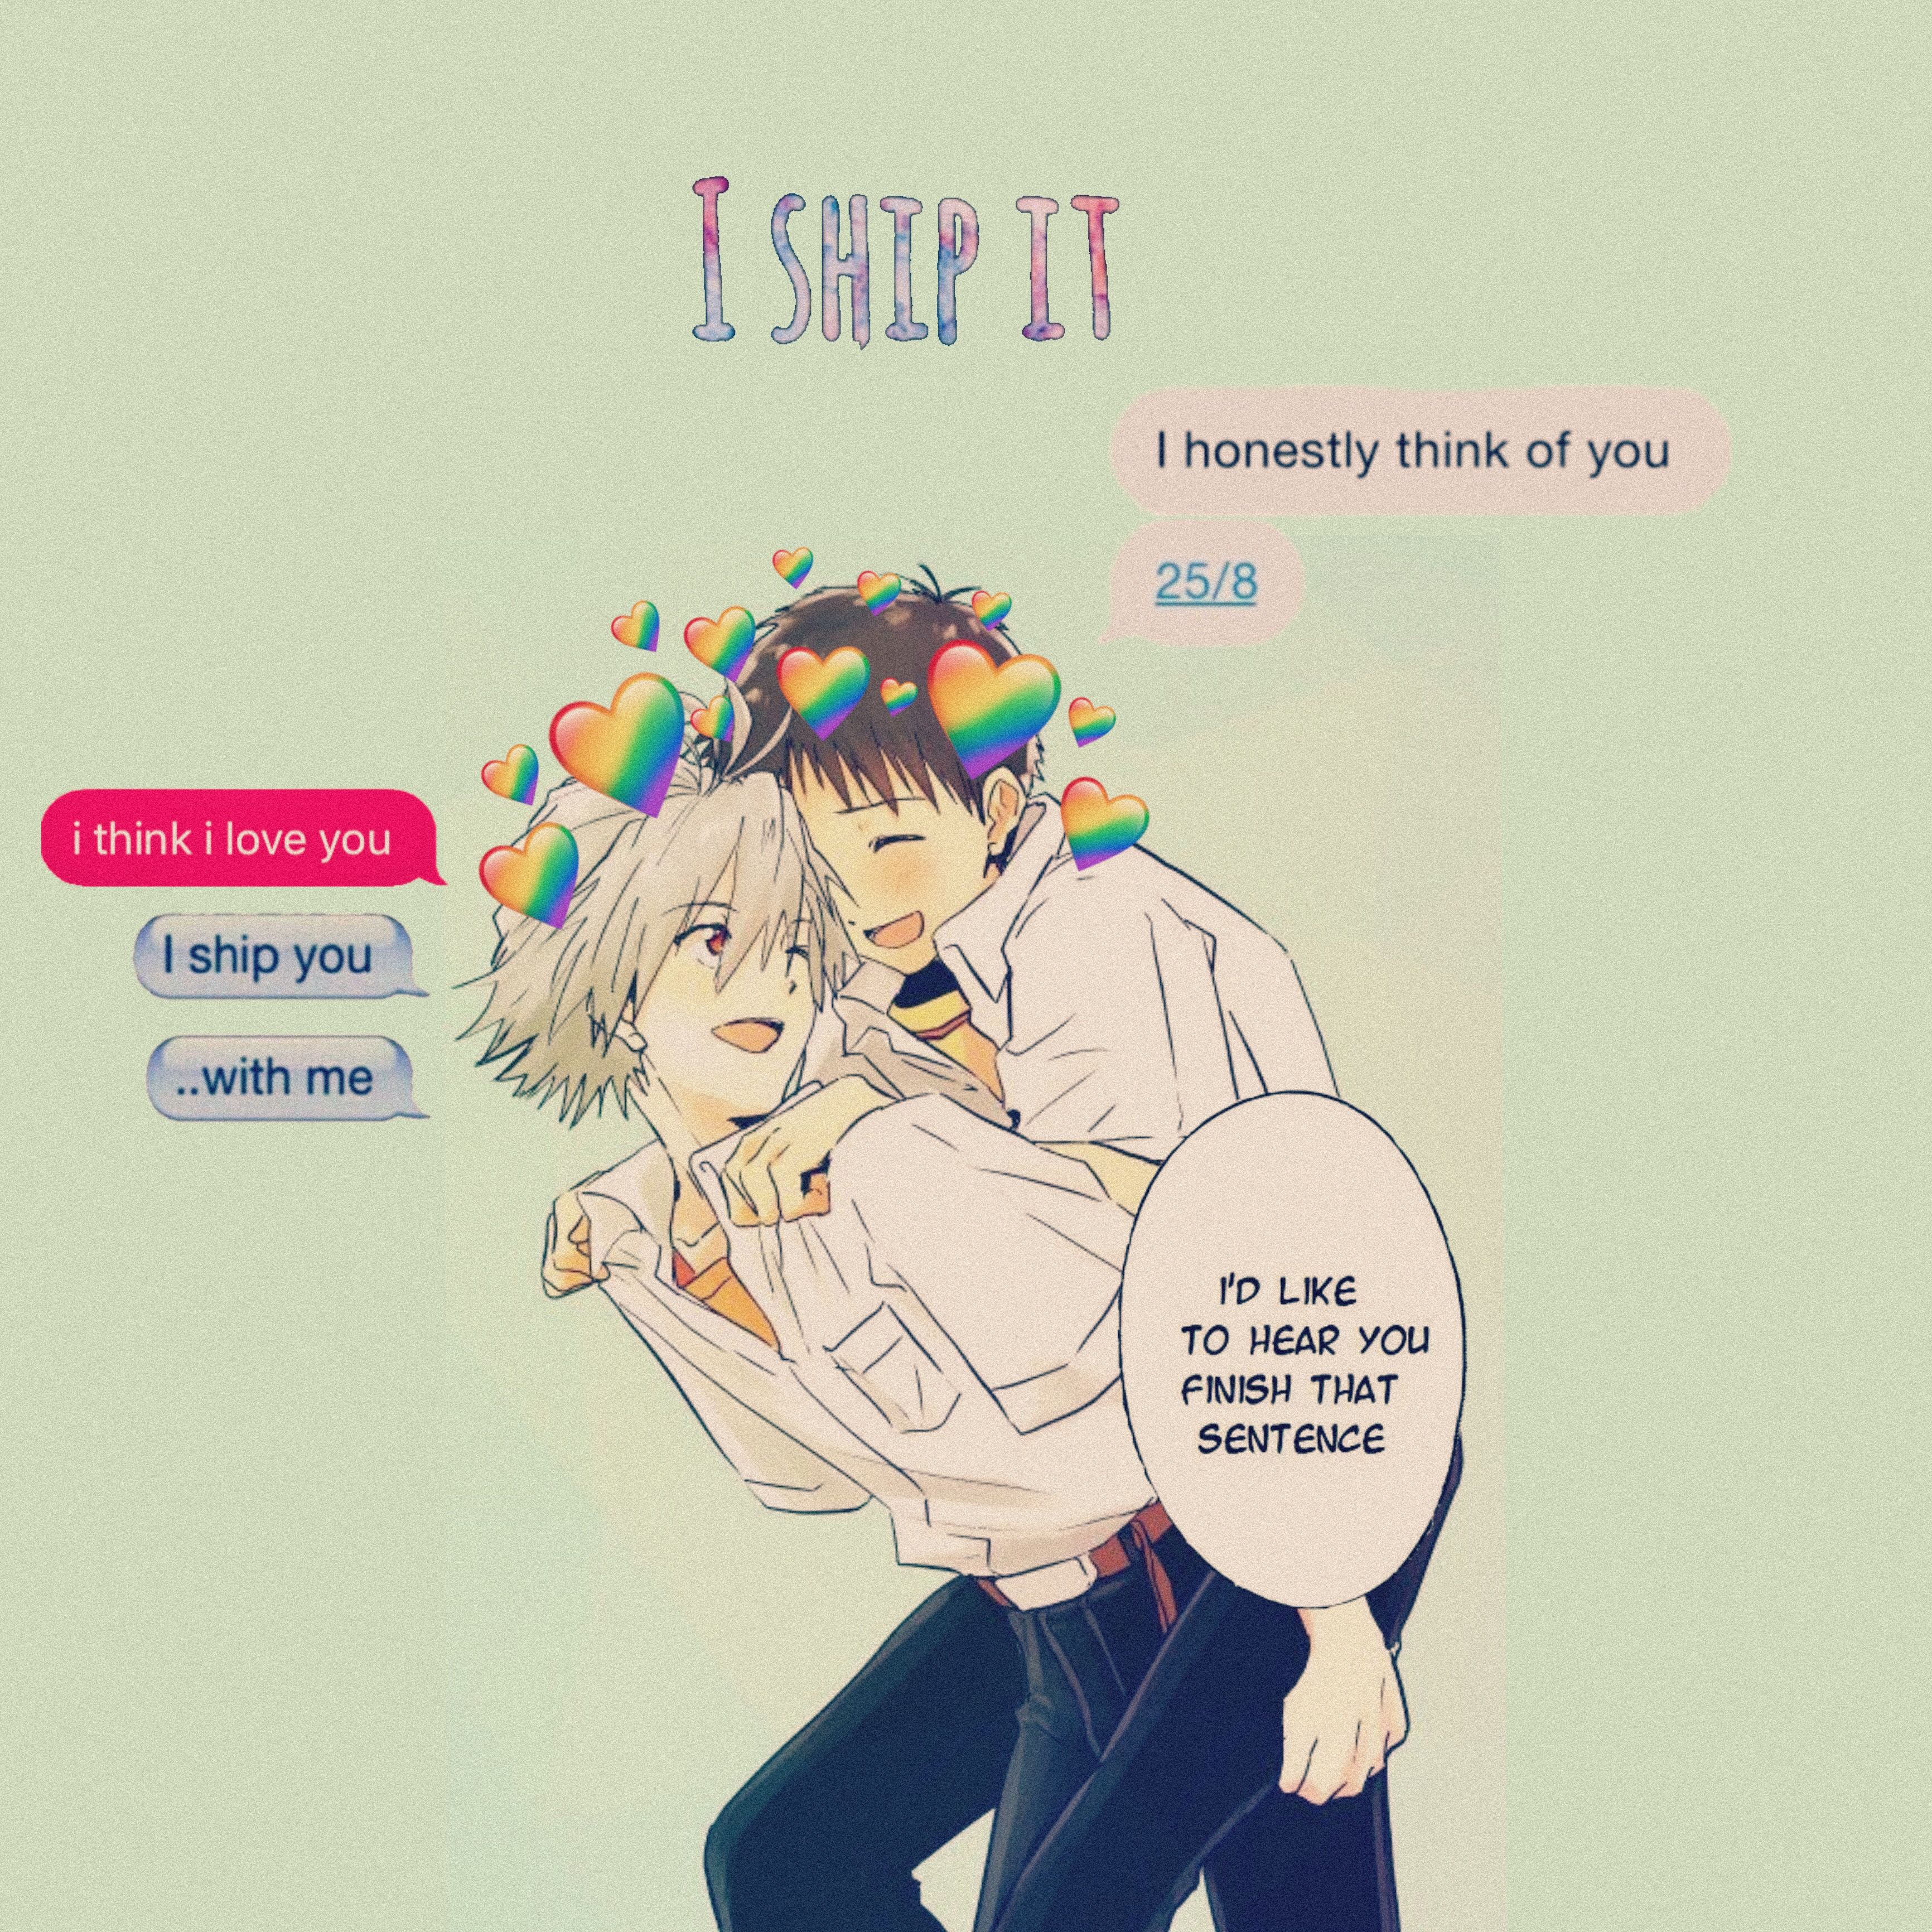 I SHIP IT
I honestly think of you
25/8
i think i love you
I ship you
..with me
I'D LIKE
TO HEAR YOU
FINISH THAT
SENTENCE